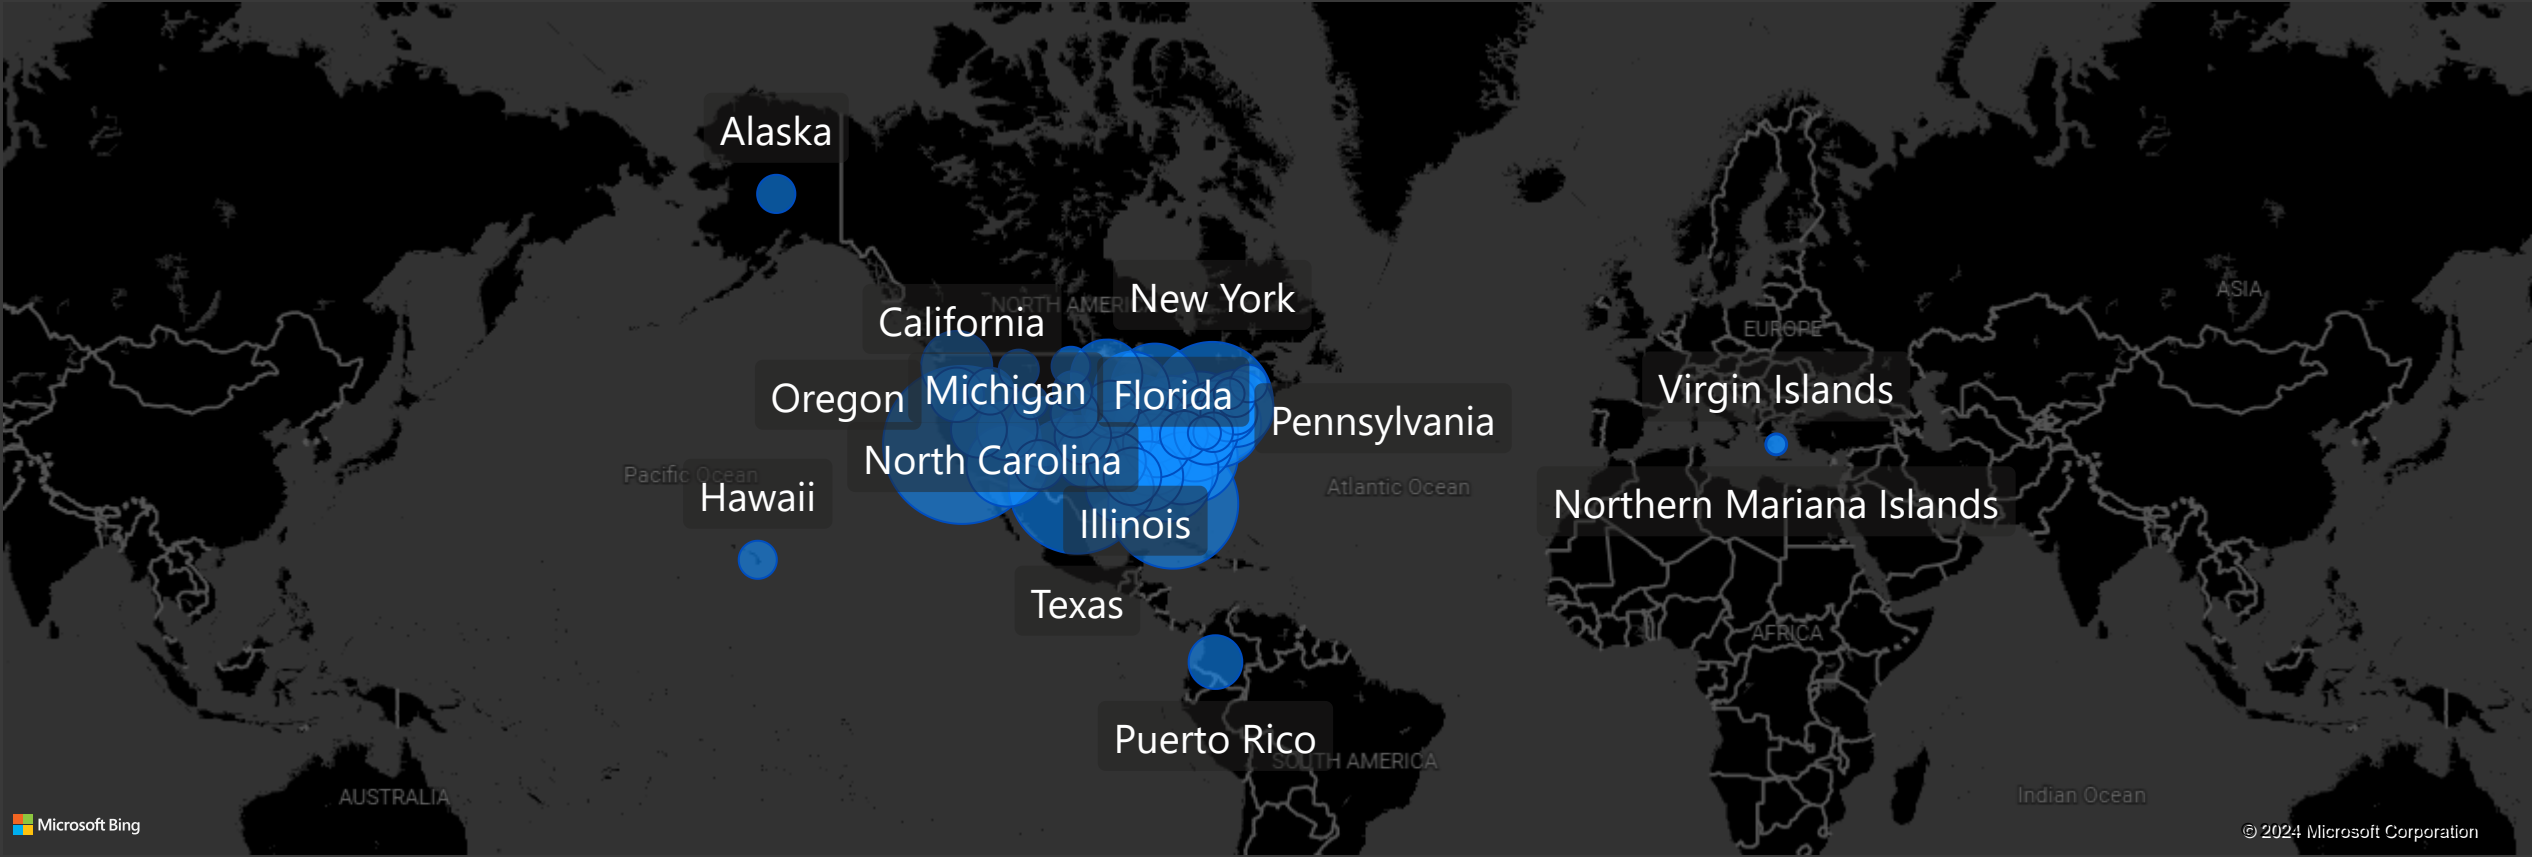 Alaska
ASIA
NORTH AMERIC
New York
California
EUROPE
Oregon
Michigan
Florida
Virgin Islands
Pennsylvania
North Carolina
Pacific Ocean
Hawaii
Atlantic Ocean
Northern Mariana Islands
Illinois
Texas
AFRICA
Puerto Rico
SOUTH AMERICA
AUSTRALIA
Indian Ocean
Microsoft Bing
© 2024 Microsoft Corporation